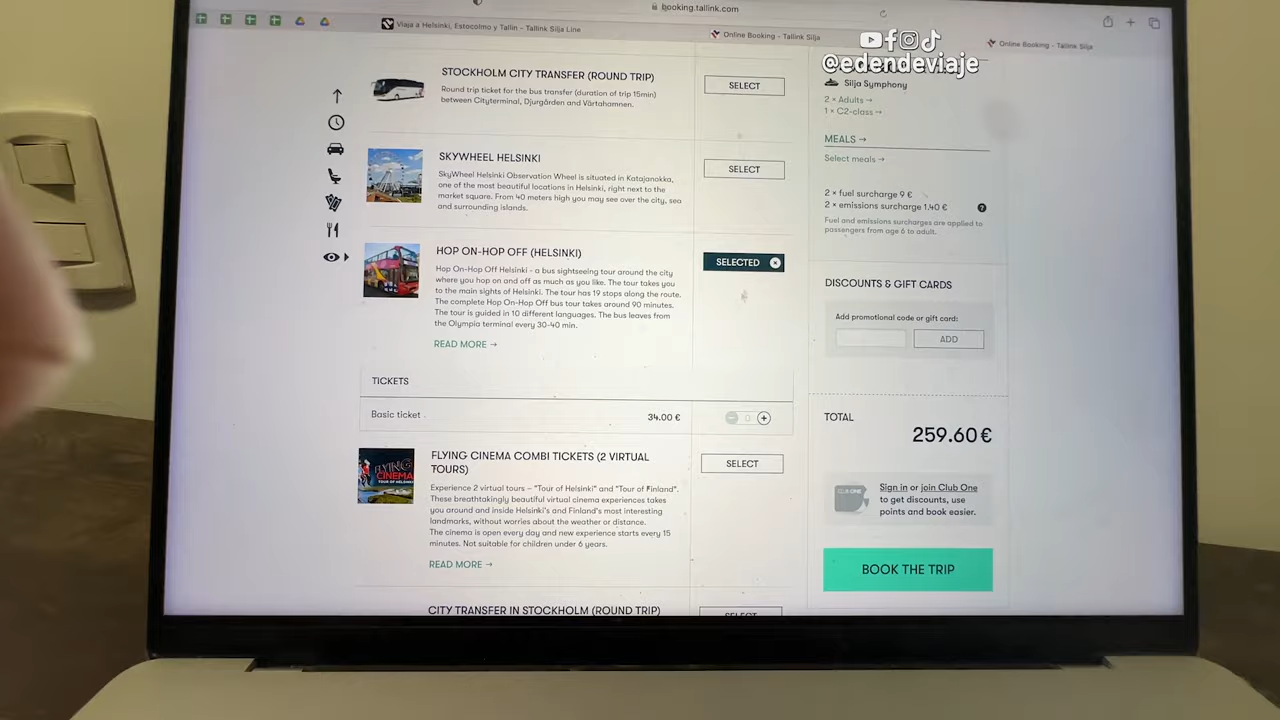 booking.tallink.com
Viaja a Helsinki, Estocolmo y Tallin - Tallink Silja Line
Online Booking - Tallink Silja
Online Booking - Tallink Silja
@edendeviaje
STOCKHOLM CITY TRANSFER (ROUND TRIP)
Round trip ticket for the bus transfer (duration of trip 15min)
between Cityterminal, Djurgården and Värtahamnen.
SELECT
SKYWHEEL HELSINKI
SkyWheel Helsinki Observation Wheel is situated in Katajanokka,
one of the most beautiful locations in Helsinki, right next to the
market square. From 40 meters high you may see over the city, sea
and surrounding islands.
SELECT
HOP ON-HOP OFF (HELSINKI)
Hop On-Hop Off Helsinki - a bus sightseeing tour around the city
where you hop on and off as much as you like. The tour takes you
to the main sights of Helsinki. The tour has 19 stops along the route.
The complete Hop On-Hop Off bus tour takes around 90 minutes.
The tour is guided in 10 different languages. The bus leaves from
the Olympia terminal every 30-40 min.
READ MORE →
SELECTED
TICKETS
Basic ticket
34.00 €
0
FLYING CINEMA COMBI TICKETS (2 VIRTUAL
TOURS)
Experience 2 virtual tours – "Tour of Helsinki" and "Tour of Finland".
These breathtakingly beautiful virtual cinema experiences takes
you around and inside Helsinki's and Finland's most interesting
landmarks, without worries about the weather or distance.
The cinema is open every day and new experience starts every 15
minutes. Not suitable for children under 6 years.
READ MORE →
FLYING
CINEMA
TOUR OF HELSINKI
SELECT
CITY TRANSFER IN STOCKHOLM (ROUND TRIP)
SELECT
Silja Symphony
2 × Adults →
1 × C2-class →
MEALS →
Select meals →
2 × fuel surcharge 9 €
2 × emissions surcharge 1.40 €
?
Fuel and emissions surcharges are applied to
passengers from age 6 to adult.
DISCOUNTS & GIFT CARDS
Add promotional code or gift card:
ADD
TOTAL
259.60 €
CLUB ONE
Sign in or join Club One
to get discounts, use
points and book easier.
BOOK THE TRIP